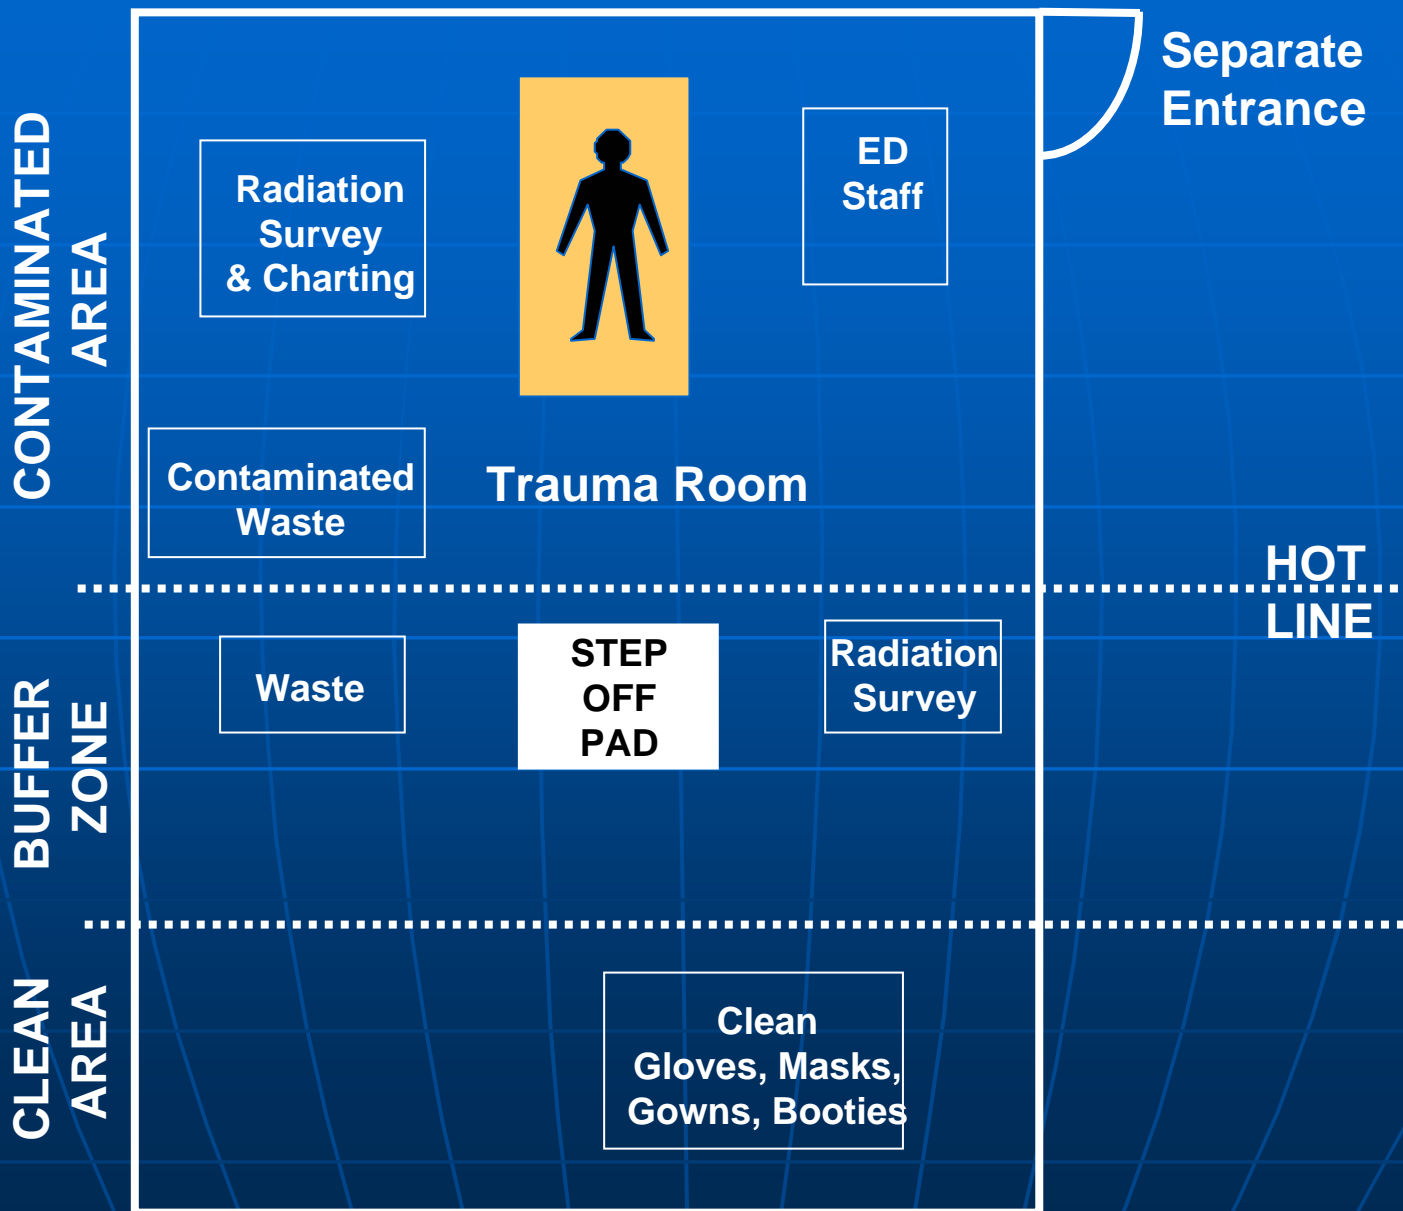 Separate
Entrance
CONTAMINATED
AREA
Radiation
Survey
& Charting
ED
Staff
Contaminated
Waste
Trauma Room
HOT
LINE
BUFFER
ZONE
Waste
STEP
OFF
PAD
Radiation
Survey
CLEAN
AREA
Clean
Gloves, Masks,
Gowns, Booties